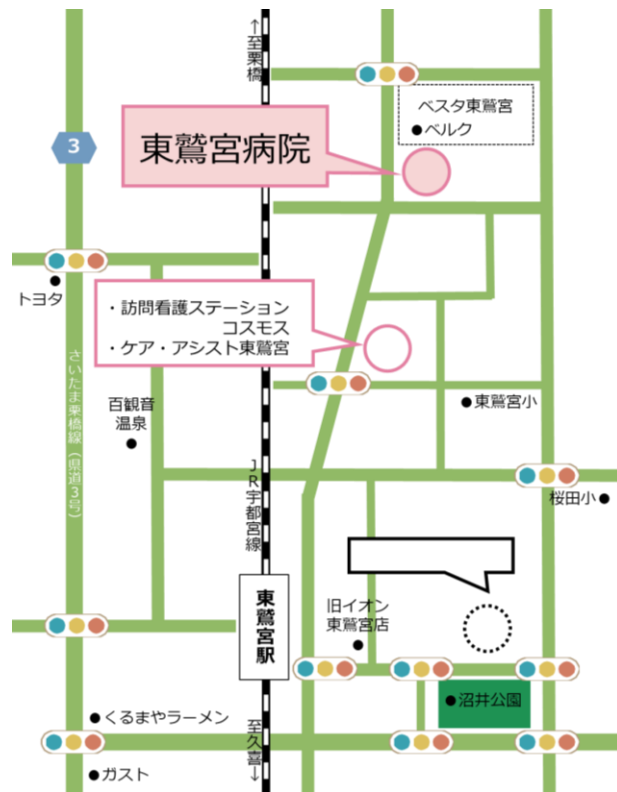 ↑至栗橋
ベスタ東鷲宮
●ベルク
東鷲宮病院
3
トヨタ
・訪問看護ステーション
コスモス
・ケア・アシスト東鷲宮
さいたま栗橋線(県道3号)
百観音
温泉
●東鷲宮小
JR宇都宮線
桜田小●
東鷲宮駅
旧イオン
東鷲宮店
●沼井公園
●くるまやラーメン
至久喜↓
●ガスト